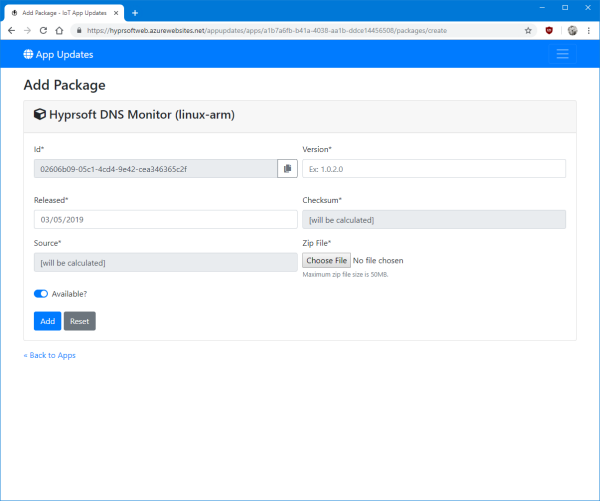 Add Package - IoT App Updates
https://hyprsoftweb.azurewebsites.net/appupdates/apps/a1b7a6fb-b41a-4038-aa1b-ddce14456508/packages/create
App Updates
Add Package
Hyprsoft DNS Monitor (linux-arm)
Id* Version*
02606b09-05c1-4cd4-9e42-cea346365c2f Ex: 1.0.2.0
Released* Checksum*
03/05/2019 [will be calculated]
Source* Zip File*
[will be calculated] Choose File No file chosen
Maximum zip file size is 50MB.
Available?
Add Reset
< Back to Apps